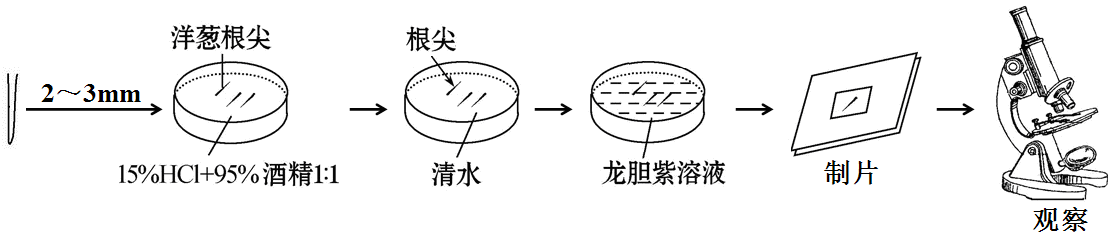 洋葱根尖
根尖
2～3mm
15%HCl+95%酒精1:1
清水
龙胆紫溶液
制片
观察